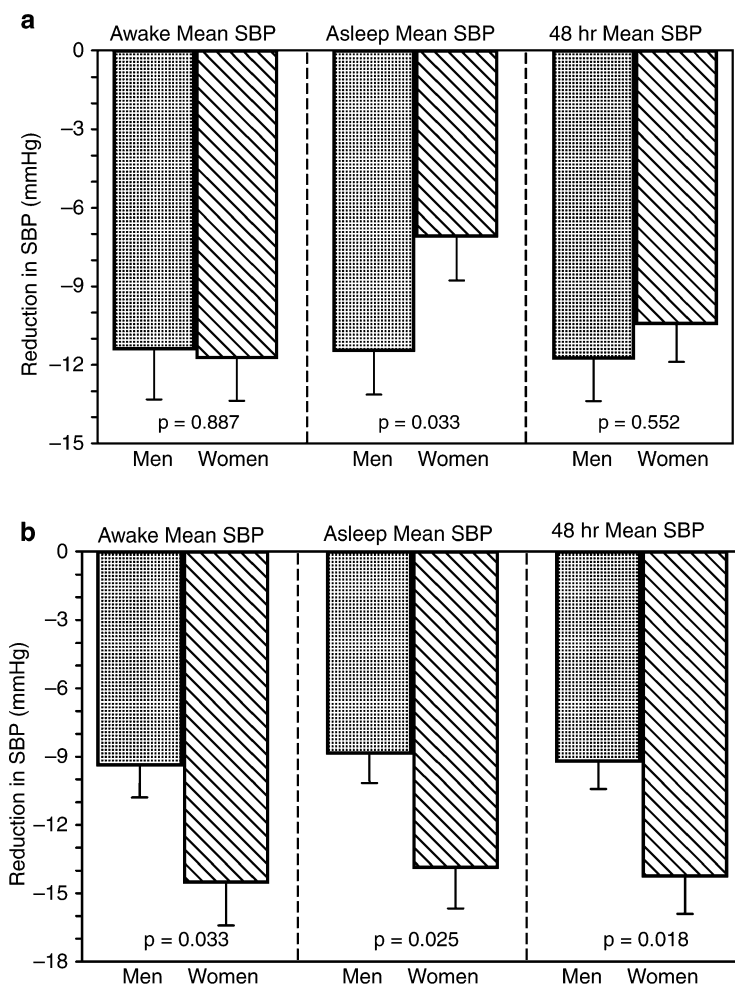 a
Awake Mean SBP Asleep Mean SBP 48 hr Mean SBP
Reduction in SBP (mmHg)
0
−3
−6
−9
−12
−15
p = 0.887 p = 0.033 p = 0.552
Men Women Men Women Men Women
b
Awake Mean SBP Asleep Mean SBP 48 hr Mean SBP
Reduction in SBP (mmHg)
0
−3
−6
−9
−12
−15
−18
p = 0.033 p = 0.025 p = 0.018
Men Women Men Women Men Women